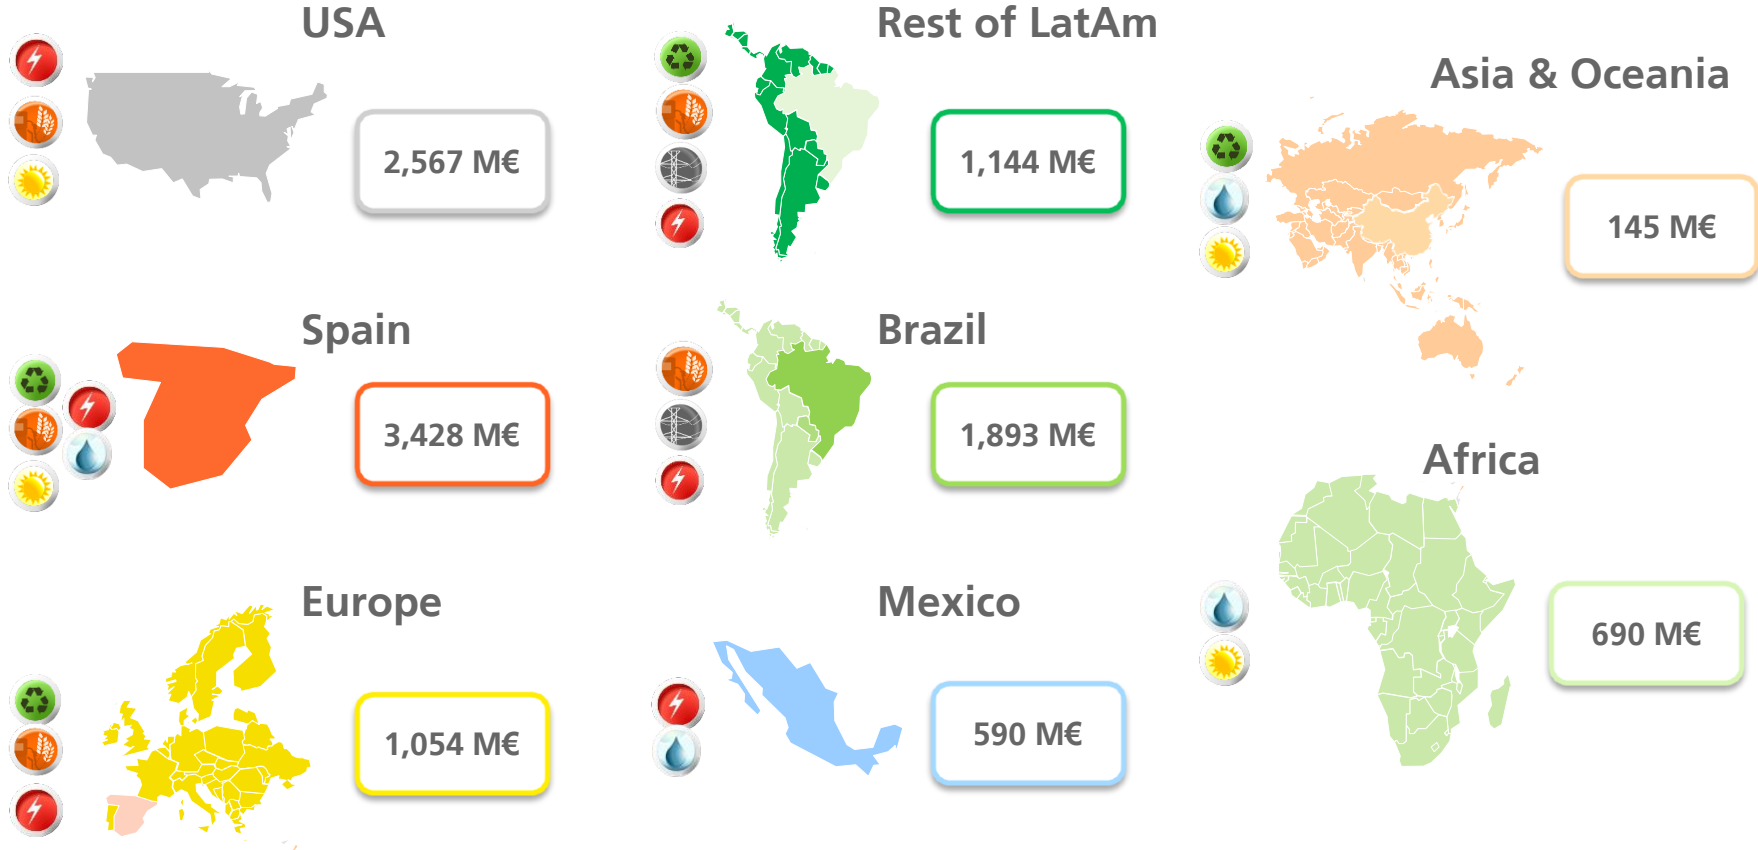 USA
2,567 M€
Rest of LatAm
1,144 M€
Asia & Oceania
145 M€
Spain
3,428 M€
Brazil
1,893 M€
Africa
690 M€
Europe
1,054 M€
Mexico
590 M€